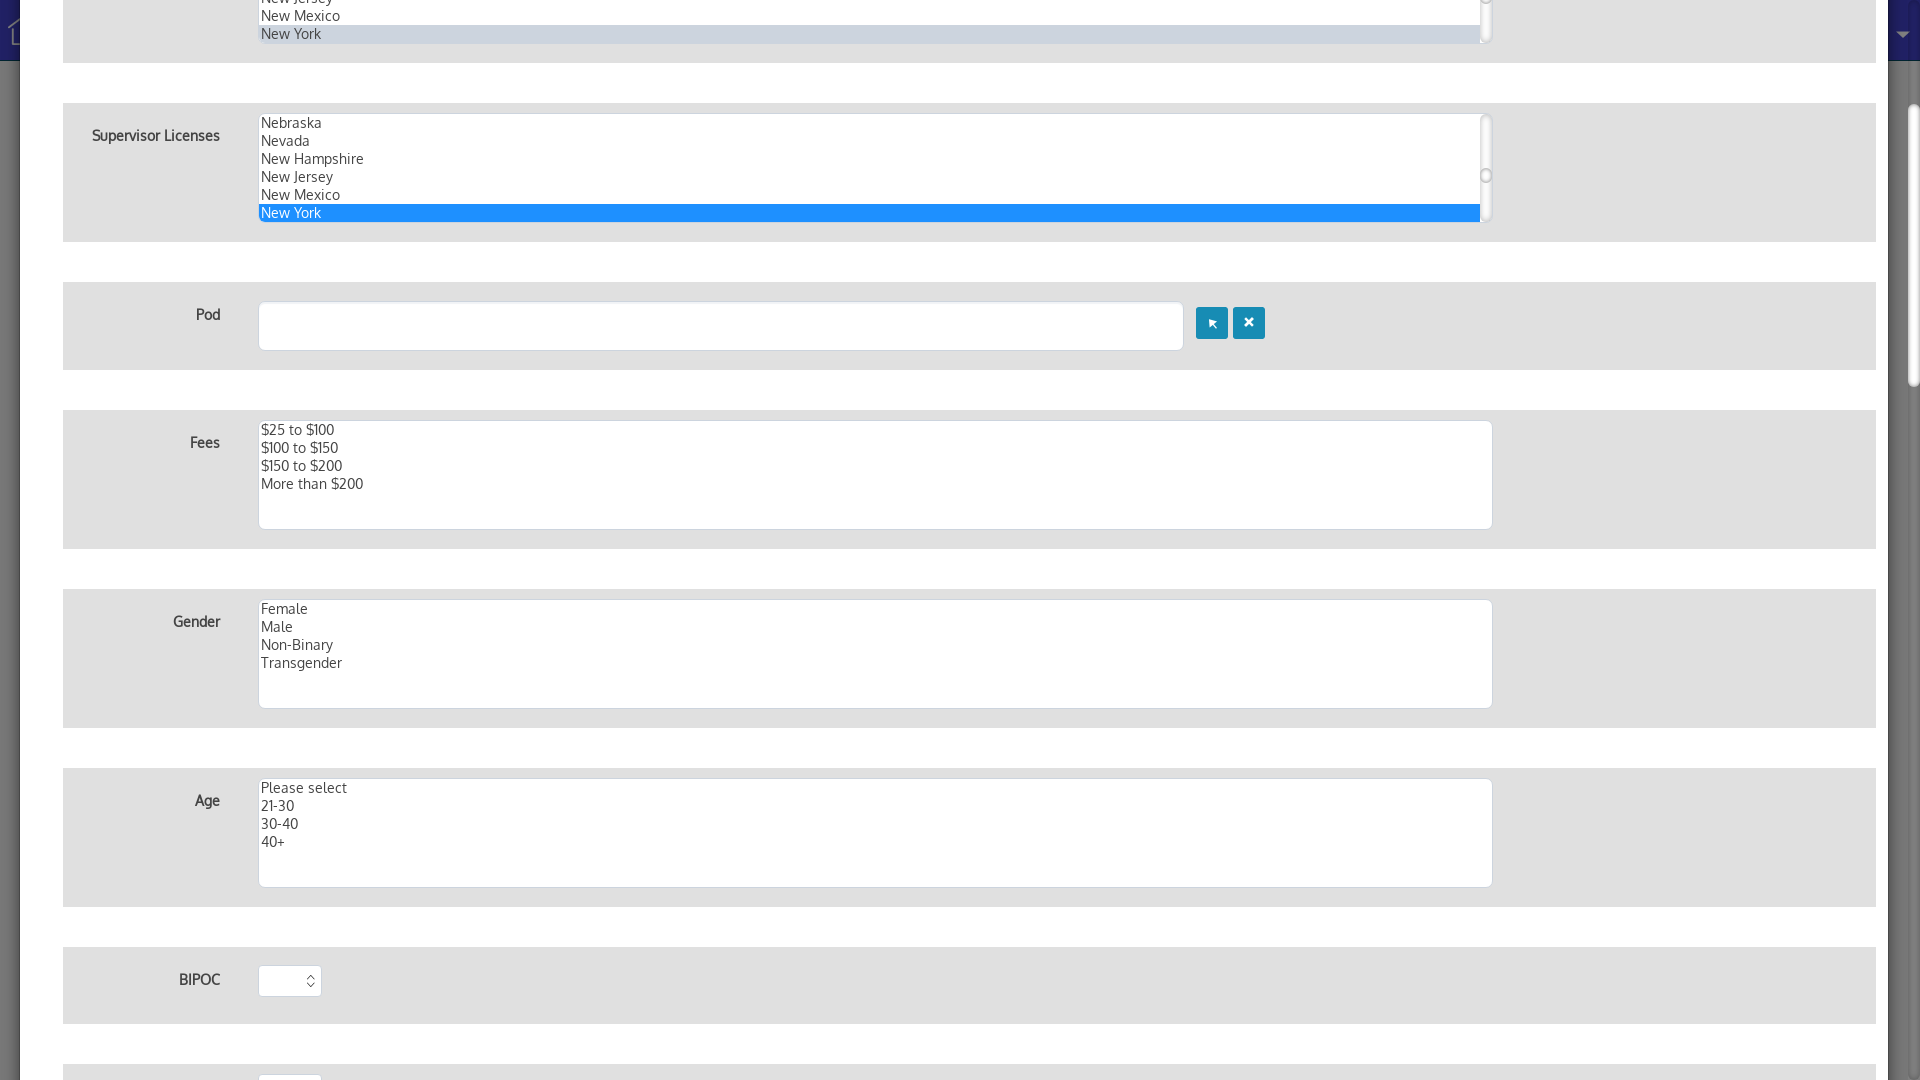 New Jersey
New Mexico
New York
Supervisor Licenses
Nebraska
Nevada
New Hampshire
New Jersey
New Mexico
New York
Pod
Fees
$25 to $100
$100 to $150
$150 to $200
More than $200
Gender
Female
Male
Non-Binary
Transgender
Age
Please select
21-30
30-40
40+
BIPOC